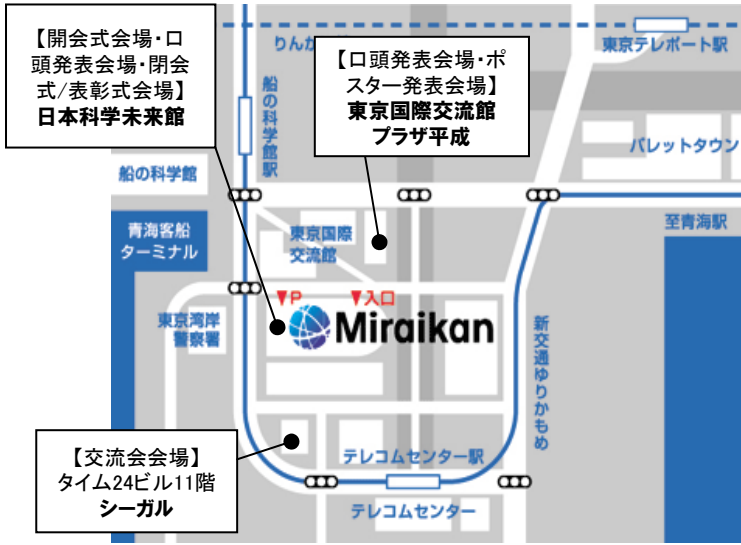 【開会式会場・口
頭発表会場・閉会
式/表彰式会場】
日本科学未来館
【口頭発表会場・ポ
スター発表会場】
東京国際交流館
プラザ平成
東京テレポート駅
船の科学館駅
パレットタウン
船の科学館
至青海駅
青海客船
ターミナル
東京国際
交流館
▼P
▼入口
Miraikan
東京湾岸
警察署
新交通ゆりかもめ
【交流会会場】
タイム24ビル11階
シーガル
テレコムセンター駅
テレコムセンター